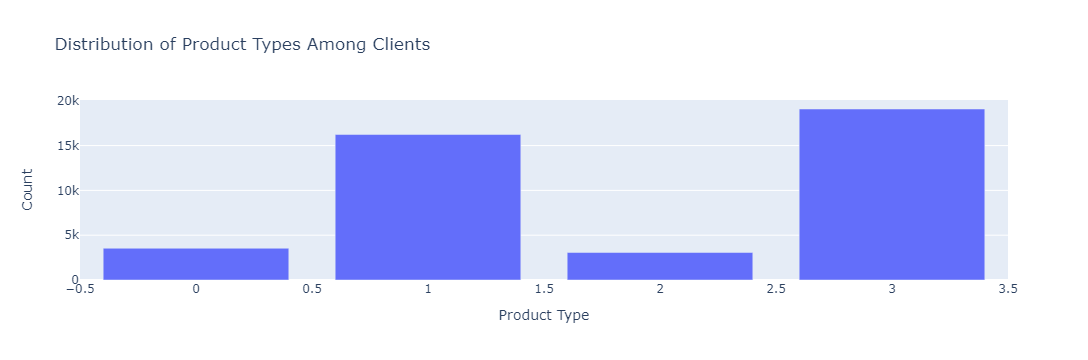 Distribution of Product Types Among Clients
20k
15k
10k
5k
0
Count
−0.5 0 0.5 1 1.5 2 2.5 3 3.5
Product Type